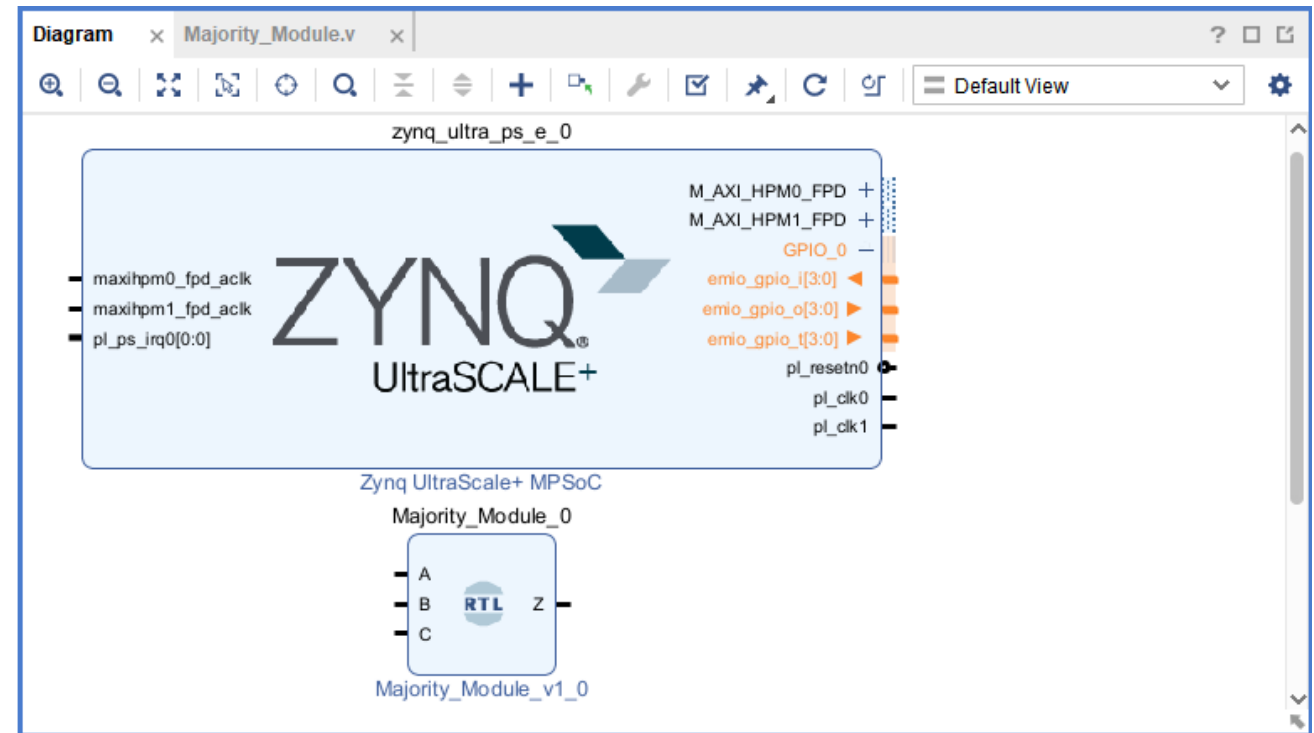 Diagram × Majority_Module.v ×
? 
Default View
zynq_ultra_ps_e_0
M_AXI_HPM0_FPD
M_AXI_HPM1_FPD
GPIO_0
maxihpm0_fpd_aclk
emio_gpio_i[3:0]
maxihpm1_fpd_aclk
emio_gpio_o[3:0]
pl_ps_irq0[0:0]
emio_gpio_t[3:0]
ZYNQ®
UltraSCALE+
pl_resetn0
pl_clk0
pl_clk1
Zynq UltraScale+ MPSoC
Majority_Module_0
A
B RTL Z
C
Majority_Module_v1_0